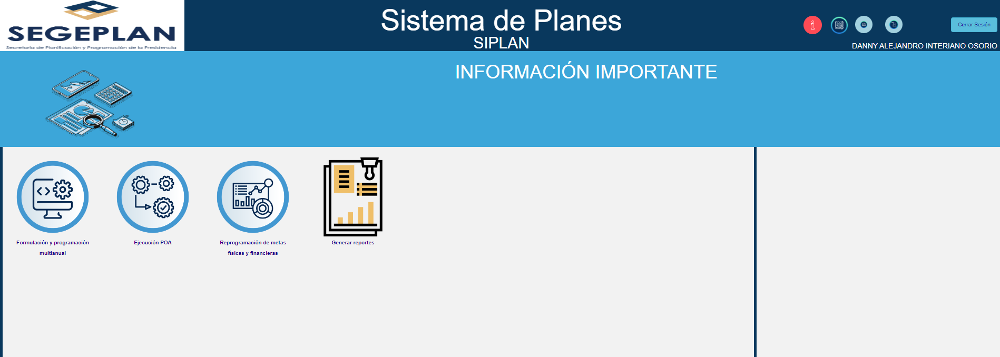 SEGEPLAN
Secretaría de Planificación y Programación de la Presidencia
Sistema de Planes
SIPLAN
Cerrar Sesión
DANNY ALEJANDRO INTERIANO OSORIO
INFORMACIÓN IMPORTANTE
Formulación y programación
multianual
Ejecución POA
Reprogramación de metas
físicas y financieras
Generar reportes